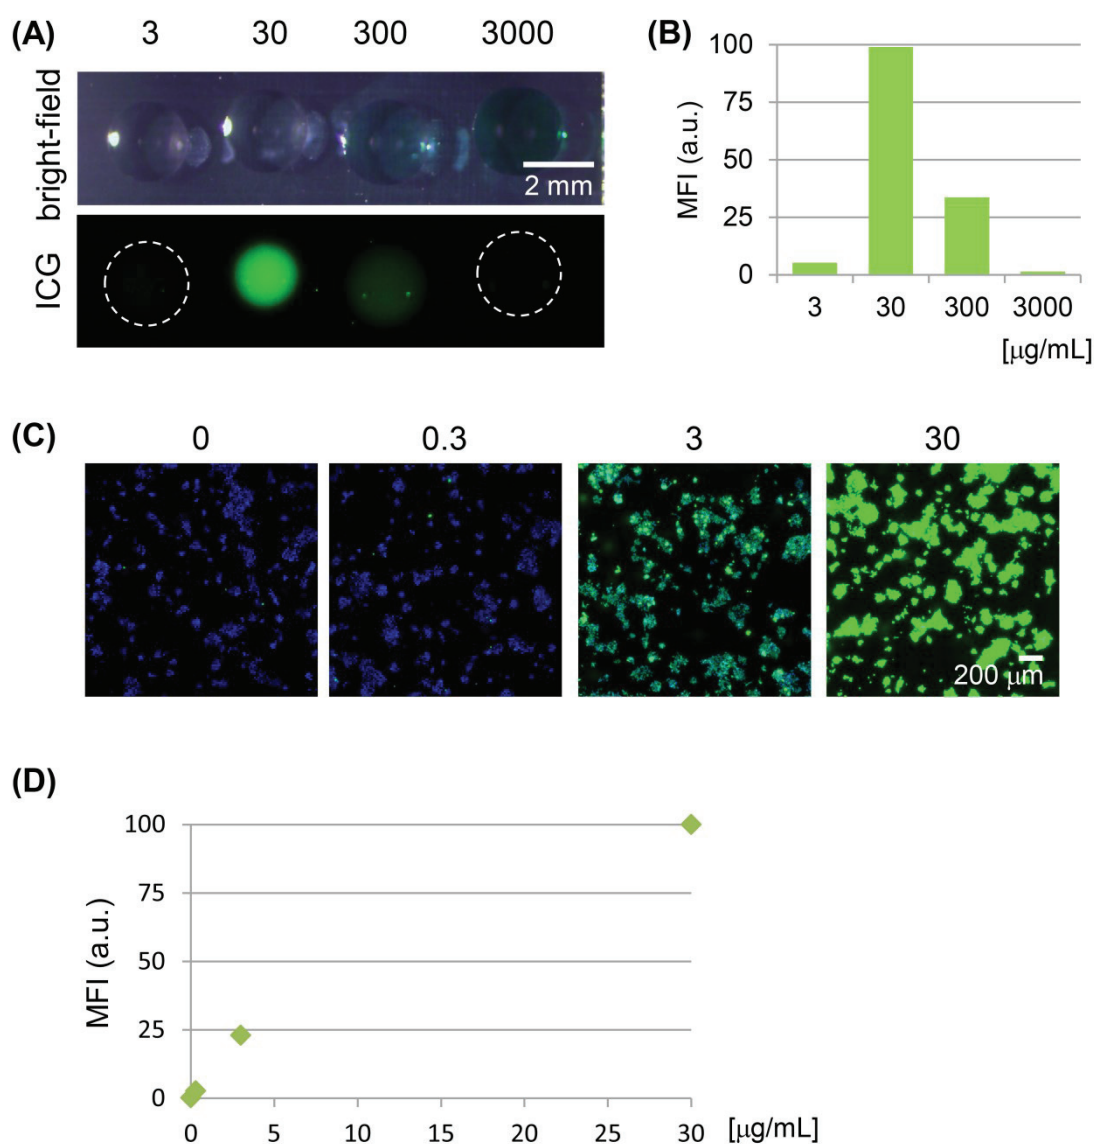 (A) 3 30 300 3000
bright-field
2 mm
ICG
(B)
MFI (a.u.)
100
75
50
25
0
3 30 300 3000
[μg/mL]
(C) 0 0.3 3 30
200 μm
(D)
MFI (a.u.)
100
75
50
25
0
0 5 10 15 20 25 30 [μg/mL]